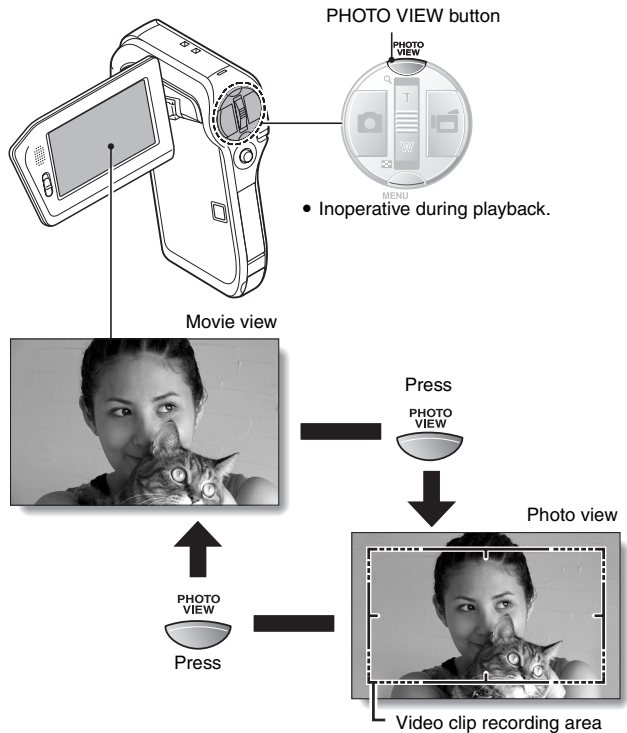 PHOTO VIEW button
PHOTO
VIEW
T
W
MENU
• Inoperative during playback.
Movie view
Press
PHOTO
VIEW
Photo view
PHOTO
VIEW
Press
Video clip recording area